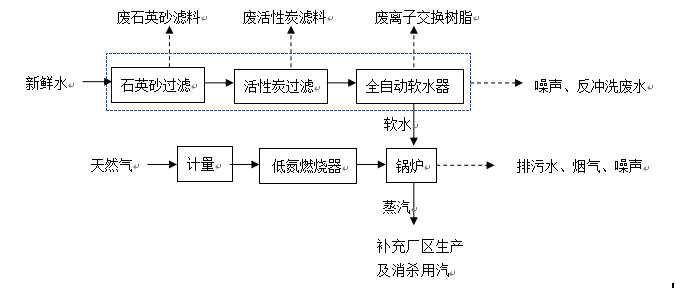 废石英砂滤料
废活性炭滤料
废离子交换树脂
新鲜水
石英砂过滤
活性炭过滤
全自动软水器
噪声、反冲洗废水
软水
天然气
计量
低氮燃烧器
锅炉
排污水、烟气、噪声
蒸汽
补充厂区生产
及消杀用汽